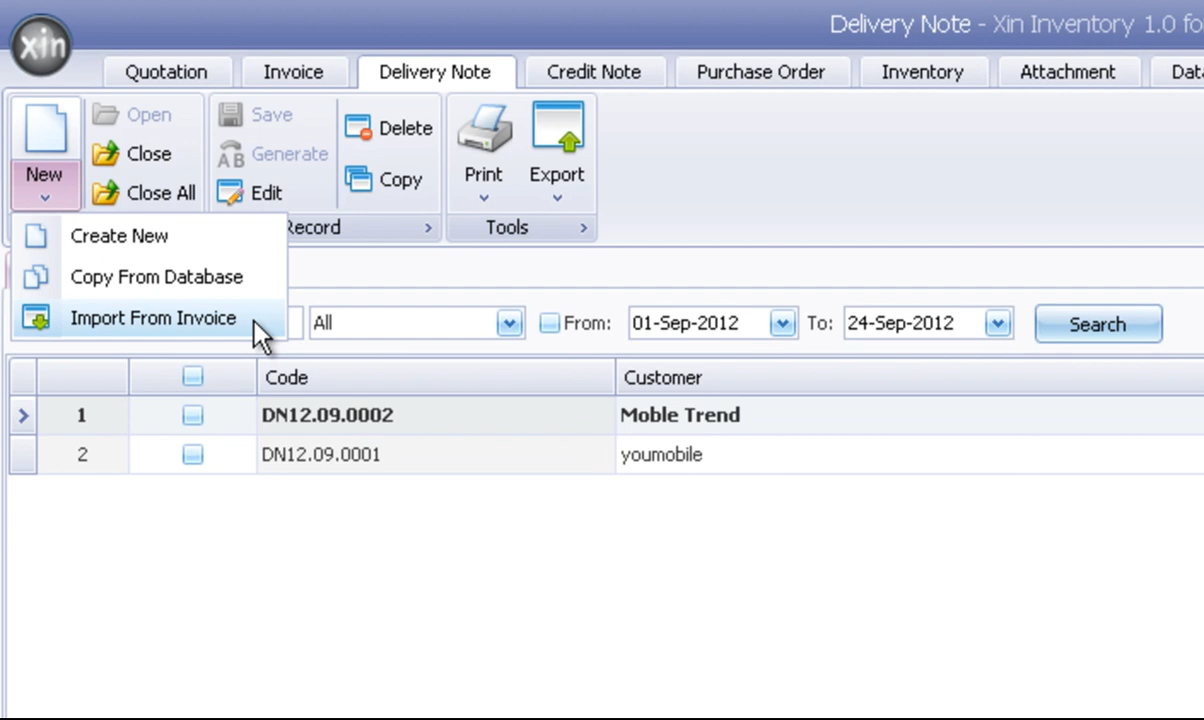 Delivery Note - Xin Inventory 1.0 fo
xin
Quotation Invoice Delivery Note Credit Note Purchase Order Inventory Attachment Data
New Open Save Delete Print Export
Close AB Generate Copy
Close All Edit
Record Tools
Create New
Copy From Database
Import From Invoice
All From: 01-Sep-2012 To: 24-Sep-2012 Search
Code Customer
1 DN12.09.0002 Moble Trend
2 DN12.09.0001 youmobile